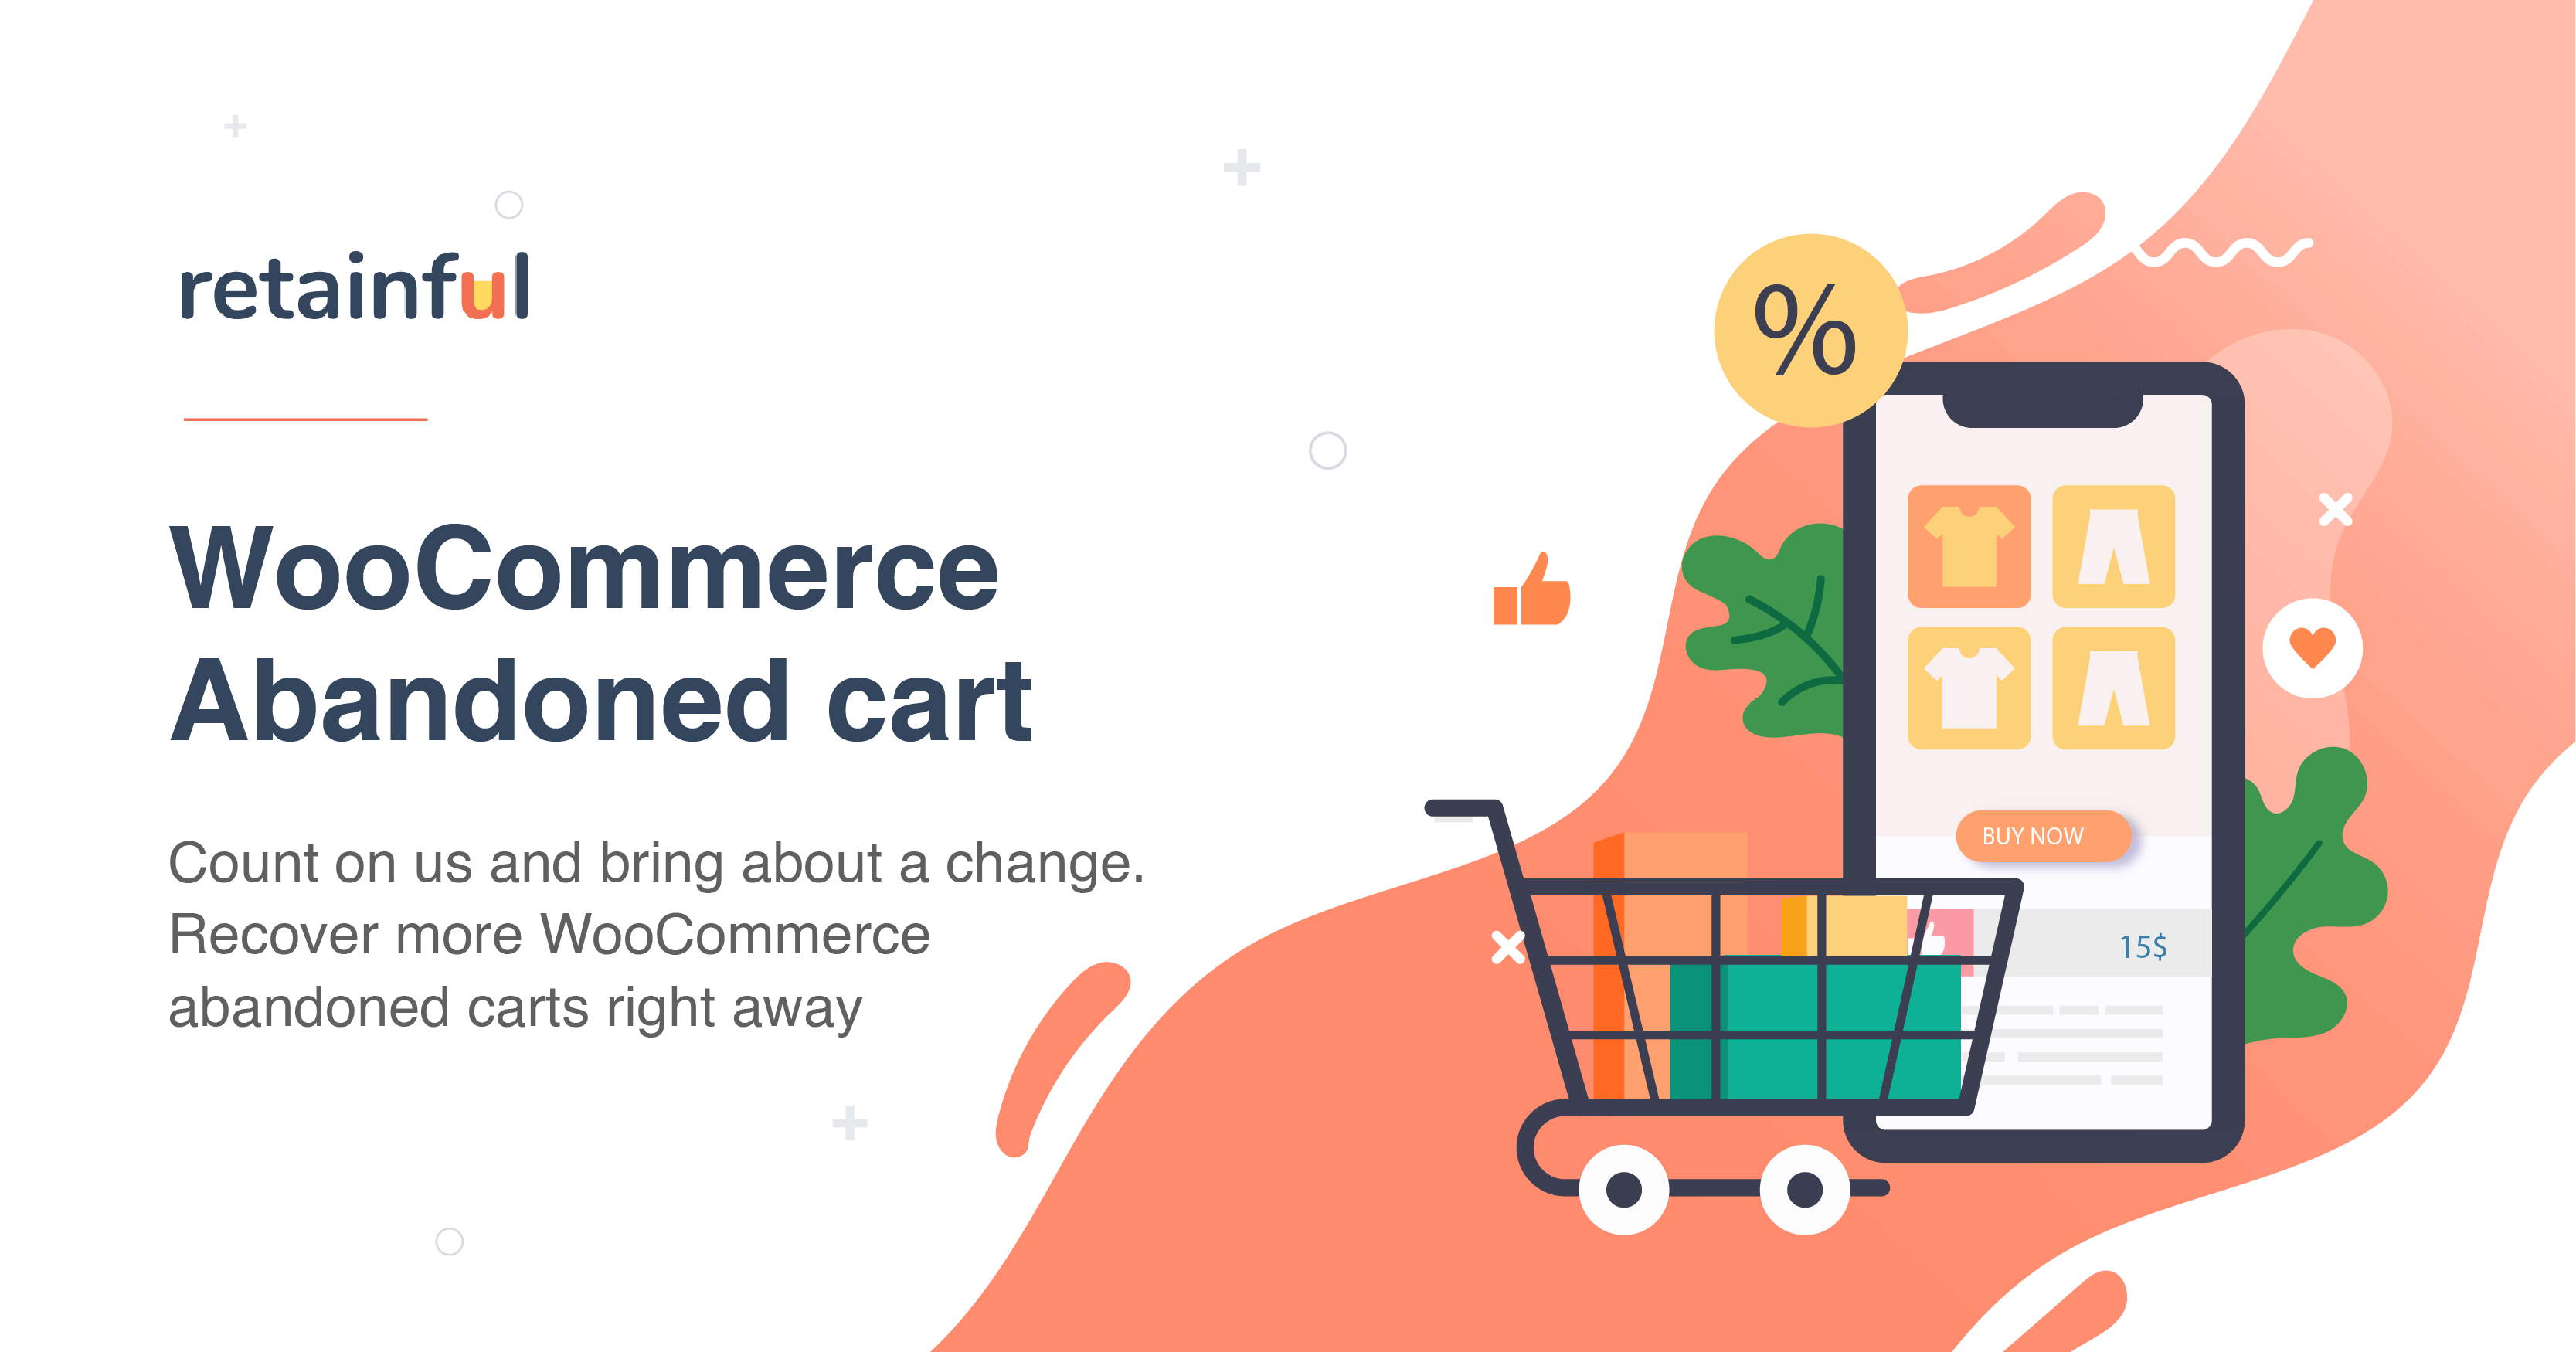 retainful
WooCommerce
Abandoned cart
Count on us and bring about a change.
Recover more WooCommerce
abandoned carts right away
%
BUY NOW
15$